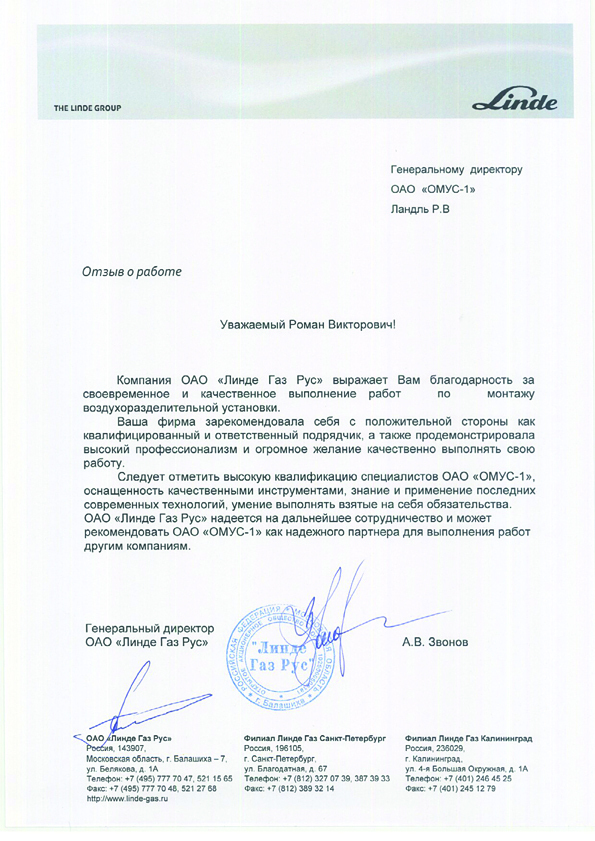 THE LINDE GROUP
Linde
Генеральному директору
ОАО «ОМУС-1»
Ландль Р.В
Отзыв о работе
Уважаемый Роман Викторович!
Компания ОАО «Линде Газ Рус» выражает Вам благодарность за
своевременное и качественное выполнение работ по монтажу
воздухоразделительной установки.
Ваша фирма зарекомендовала себя с положительной стороны как
квалифицированный и ответственный подрядчик, а также продемонстрировала
высокий профессионализм и огромное желание качественно выполнять свою
работу.
Следует отметить высокую квалификацию специалистов ОАО «ОМУС-1»,
оснащенность качественными инструментами, знание и применение последних
современных технологий, умение выполнять взятые на себя обязательства.
ОАО «Линде Газ Рус» надеется на дальнейшее сотрудничество и может
рекомендовать ОАО «ОМУС-1» как надежного партнера для выполнения работ
другим компаниям.
Генеральный директор
ОАО «Линде Газ Рус»
РОССИЙСКАЯ ФЕДЕРАЦИЯ
ОБЛАСТЬ
г. Балашиха
ОТКРЫТОЕ АКЦИОНЕРНОЕ ОБЩЕСТВО
"Линде
Газ Рус"
А.В. Звонов
ОАО «Линде Газ Рус»
Россия, 143907,
Московская область, г. Балашиха – 7,
ул. Белякова, д. 1А
Телефон: +7 (495) 777 70 47, 521 15 65
Факс: +7 (495) 777 70 48, 521 27 68
http://www.linde-gas.ru
Филиал Линде Газ Санкт-Петербург
Россия, 196105,
г. Санкт-Петербург,
ул. Благодатная, д. 67
Телефон: +7 (812) 327 07 39, 387 39 33
Факс: +7 (812) 389 32 14
Филиал Линде Газ Калининград
Россия, 236029,
г. Калининград,
ул. 4-я Большая Окружная, д. 1А
Телефон: +7 (401) 246 45 25
Факс: +7 (401) 245 12 79